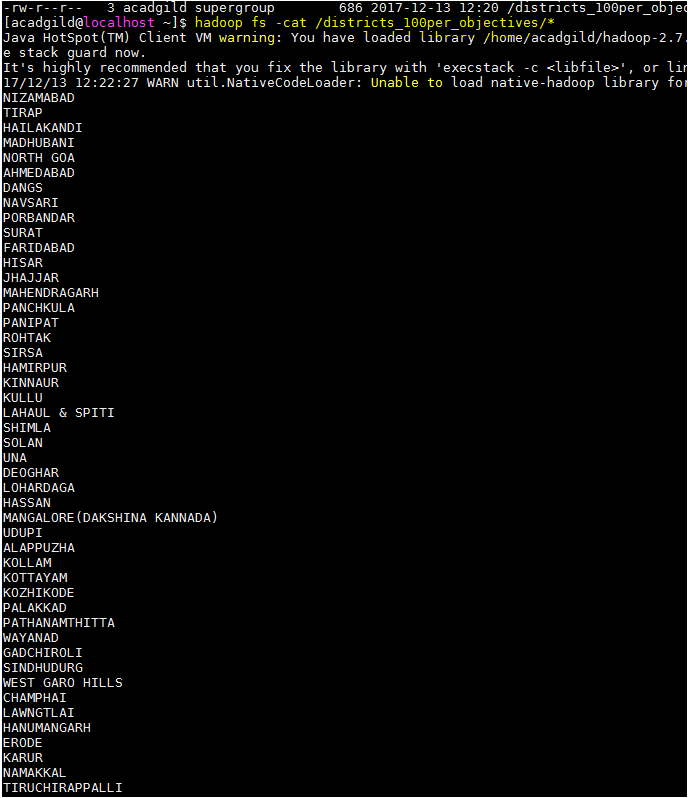 -rw-r--r--   3 acadgild supergroup        686 2017-12-13 12:20 /districts_100per_objec
[acadgild@localhost ~]$ hadoop fs -cat /districts_100per_objectives/*
Java HotSpot(TM) Client VM warning: You have loaded library /home/acadgild/hadoop-2.7.
e stack guard now.
It's highly recommended that you fix the library with 'execstack -c <libfile>', or lin
17/12/13 12:22:27 WARN util.NativeCodeLoader: Unable to load native-hadoop library for
NIZAMABAD
TIRAP
HAILAKANDI
MADHUBANI
NORTH GOA
AHMEDABAD
DANGS
NAVSARI
PORBANDAR
SURAT
FARIDABAD
HISAR
JHAJJAR
MAHENDRAGARH
PANCHKULA
PANIPAT
ROHTAK
SIRSA
HAMIRPUR
KINNAUR
KULLU
LAHAUL & SPITI
SHIMLA
SOLAN
UNA
DEOGHAR
LOHARDAGA
HASSAN
MANGALORE(DAKSHINA KANNADA)
UDUPI
ALAPPUZHA
KOLLAM
KOTTAYAM
KOZHIKODE
PALAKKAD
PATHANAMTHITTA
WAYANAD
GADCHIROLI
SINDHUDURG
WEST GARO HILLS
CHAMPHAI
LAWNGTLAI
HANUMANGARH
ERODE
KARUR
NAMAKKAL
TIRUCHIRAPPALLI